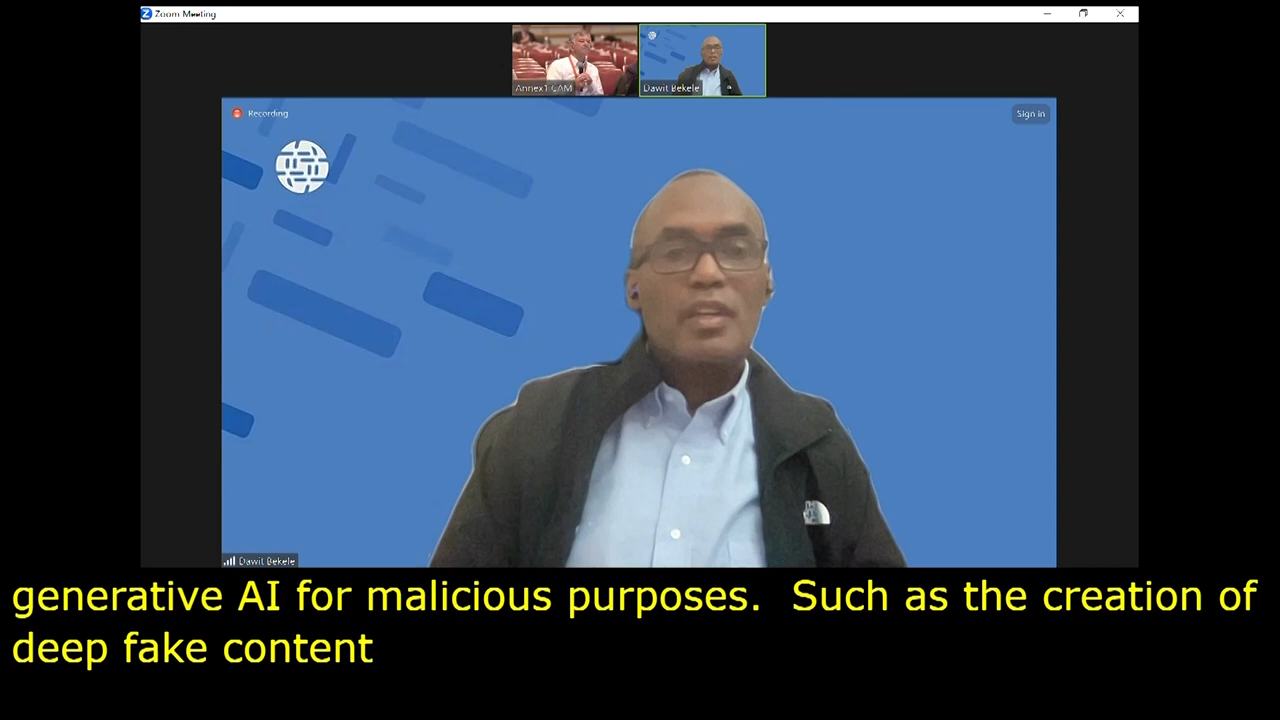 Zoom Meeting
Annex1 CAM
Dawit Bekele
Recording
Sign in
Dawit Bekele
generative AI for malicious purposes.  Such as the creation of
deep fake content